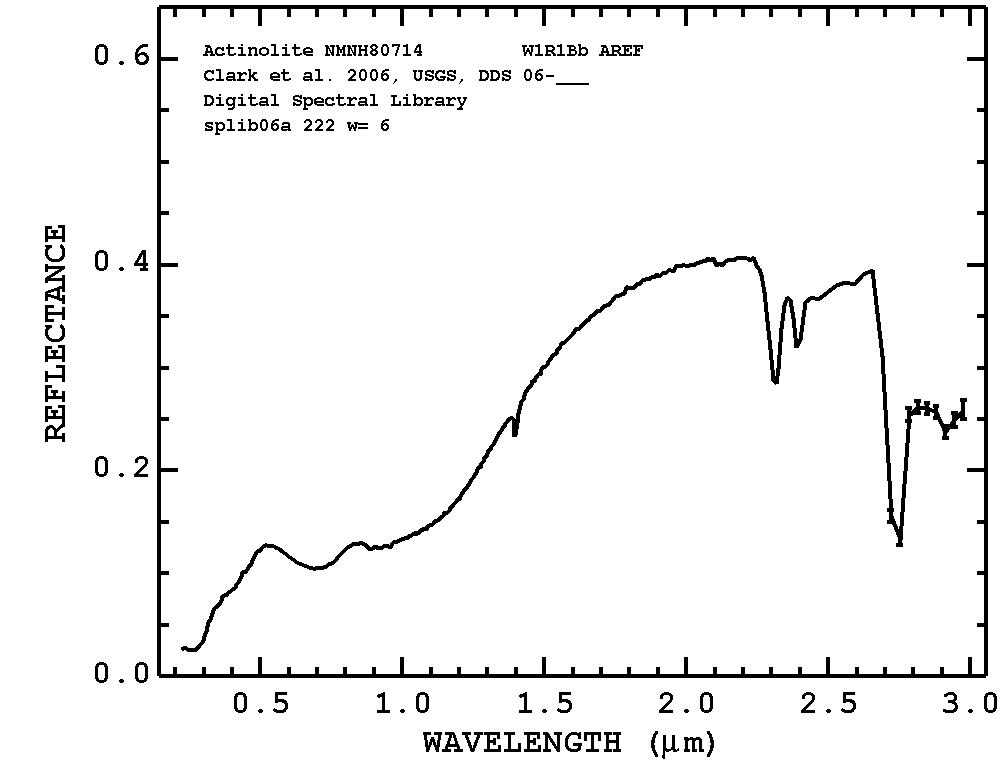 Actinolite NMNH80714 W1R1Bb AREF
Clark et al. 2006, USGS, DDS 06-___
Digital Spectral Library
splib06a 222 w= 6
REFLECTANCE
0.6
0.4
0.2
0.0
0.5 1.0 1.5 2.0 2.5 3.0
WAVELENGTH (μm)